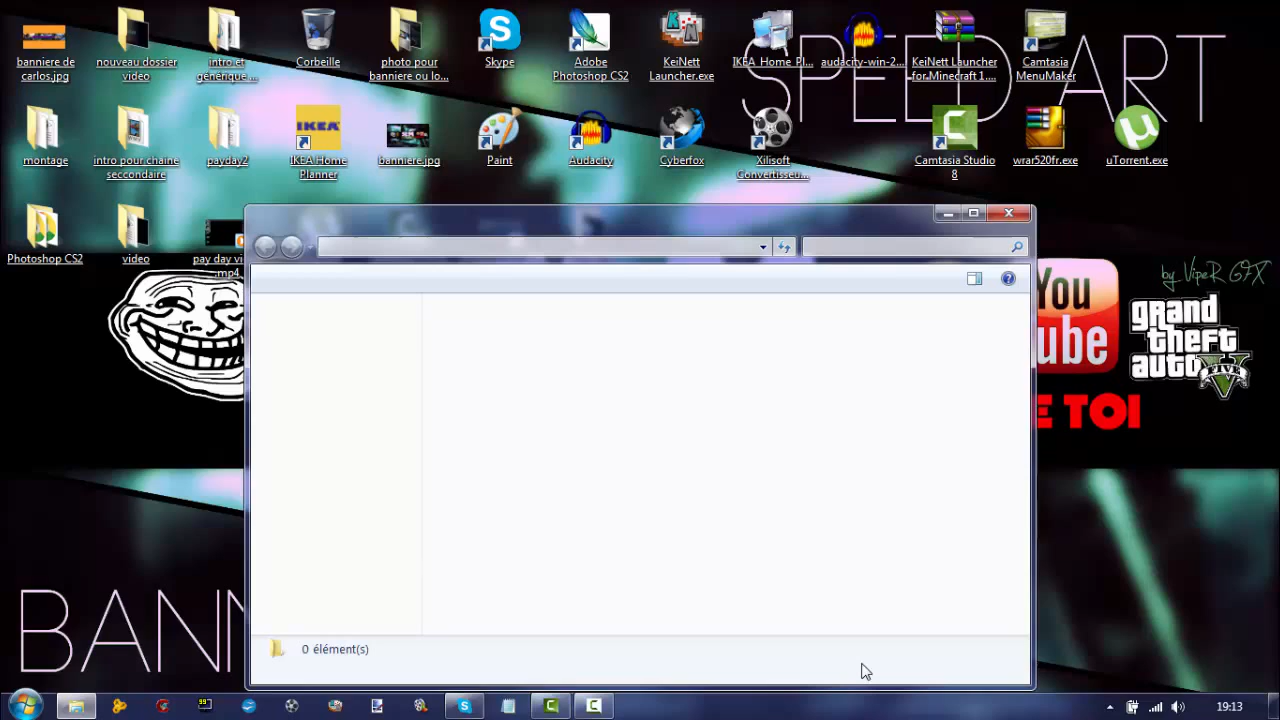 banniere de
carlos.jpg
nouveau dossier
video
intro et
générique ...
Corbeille
photo pour
banniere ou lo...
Skype
Adobe
Photoshop CS2
KeiNett
Launcher.exe
IKEA Home Pl...
audacity-win-2...
KeiNett Launcher
for Minecraft 1....
Camtasia
MenuMaker
SPEED ART
montage
intro pour chaine
seccondaire
payday2
IKEA
IKEA Home
Planner
banniere.jpg
Paint
Audacity
Cyberfox
Xilisoft
Convertisseu...
Camtasia Studio
8
wrar520fr.exe
uTorrent.exe
Photoshop CS2
video
pay day vi
.mp4
by VipeR GFX
You
ube
grand
theft
auto
V
FIVE
E TOI
BANN
0 élément(s)
19:13